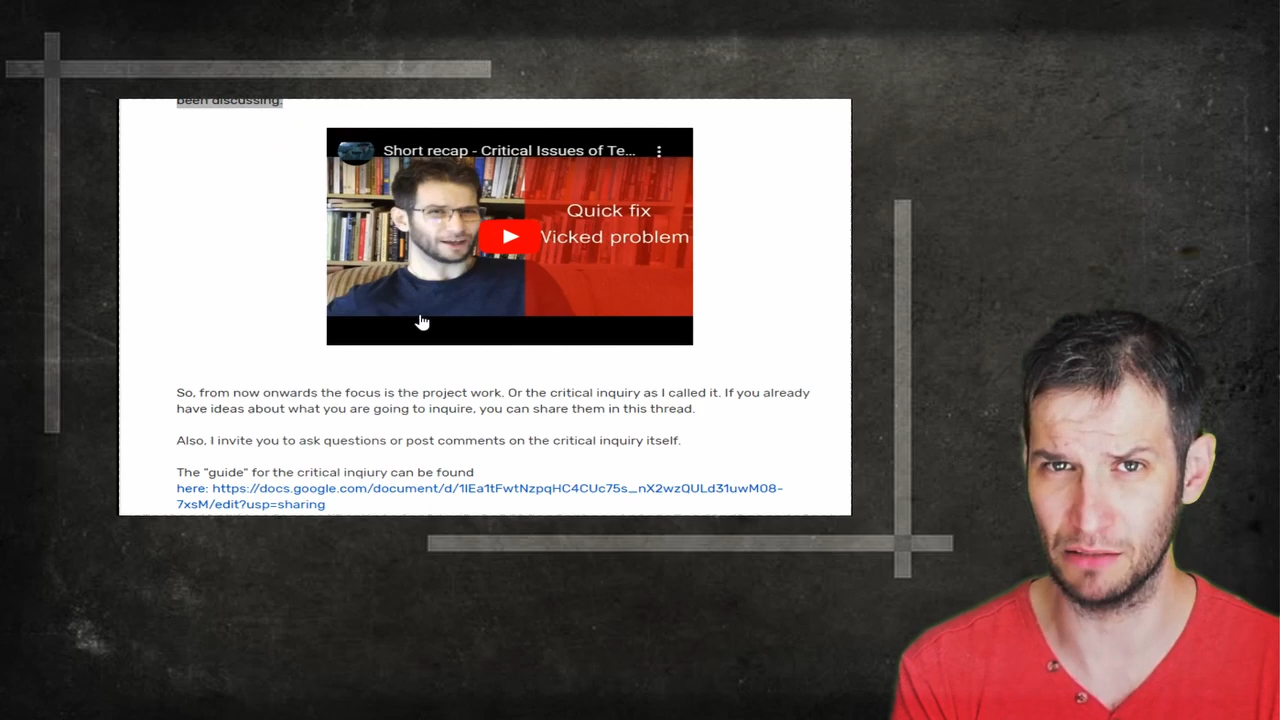 been discussing.
Short recap - Critical Issues of Te...
Quick fix
Wicked problem
So, from now onwards the focus is the project work. Or the critical inquiry as I called it. If you already
have ideas about what you are going to inquire, you can share them in this thread.
Also, I invite you to ask questions or post comments on the critical inquiry itself.
The "guide" for the critical inqiury can be found
here: https://docs.google.com/document/d/1lEa1tFwtNzpqHC4CUc75s_nX2wzQULd31uwM08-
7xsM/edit?usp=sharing